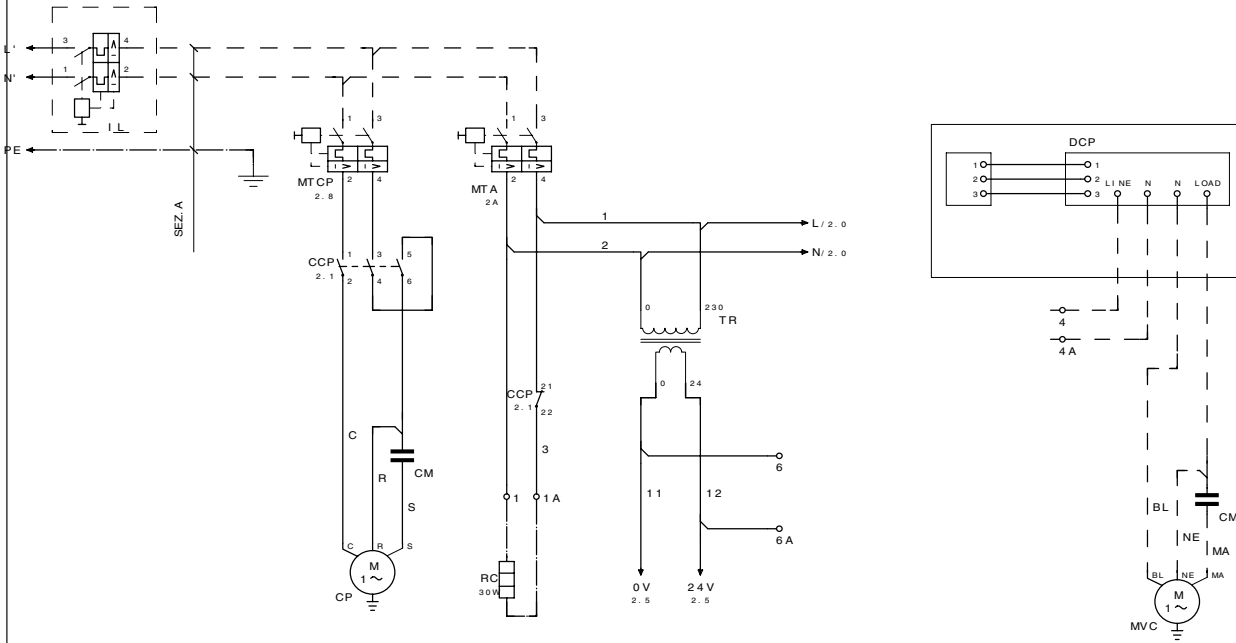 L'
3
4
N'
1
2
I L
PE
SEZ. A
1
3
MTCP
2.8
2
4
1
3
MTA
2A
2
4
1
L/2.0
2
N/2.0
CCP
2.1
1
3
5
2
4
6
0
230
TR
0
24
CCP
2.1
21
22
C
R
CM
S
3
1
1A
11
12
6
6A
C
R
S
M
1~
CP
RC
30W
0V
2.5
24V
2.5
DCP
1
2
3
1
2
3
LINE
N
N
LOAD
4
4A
BL
NE
CM
MA
BL
NE
MA
M
1~
MVC